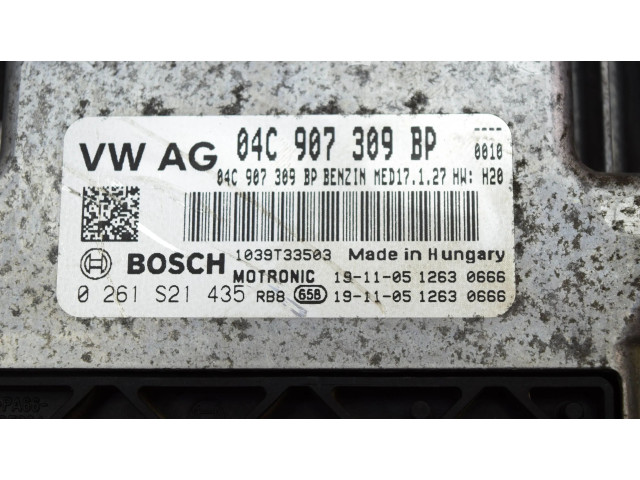 VW AG 04C 907 309 BP ----
0010
04C 907 309 BP BENZIN MED17.1.27 HW: H20
1039T33503 Made in Hungary
BOSCH MOTRONIC 19-11-05 1263 0666
0 261 S21 435 RB8 658 19-11-05 1263 0666